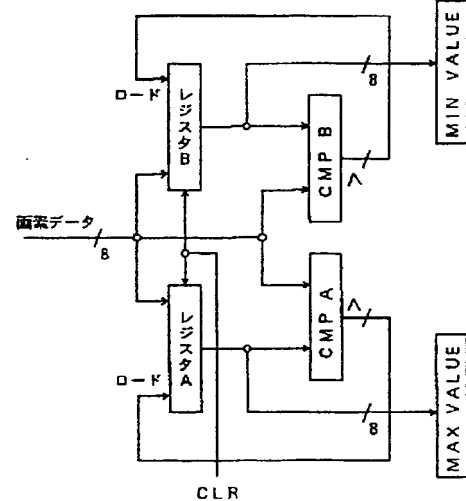 MIN VALUE
8
ロード
レジスタB
CMP B
>
画素データ
8
レジスタA
CMP A
>
ロード
8
MAX VALUE
CLR